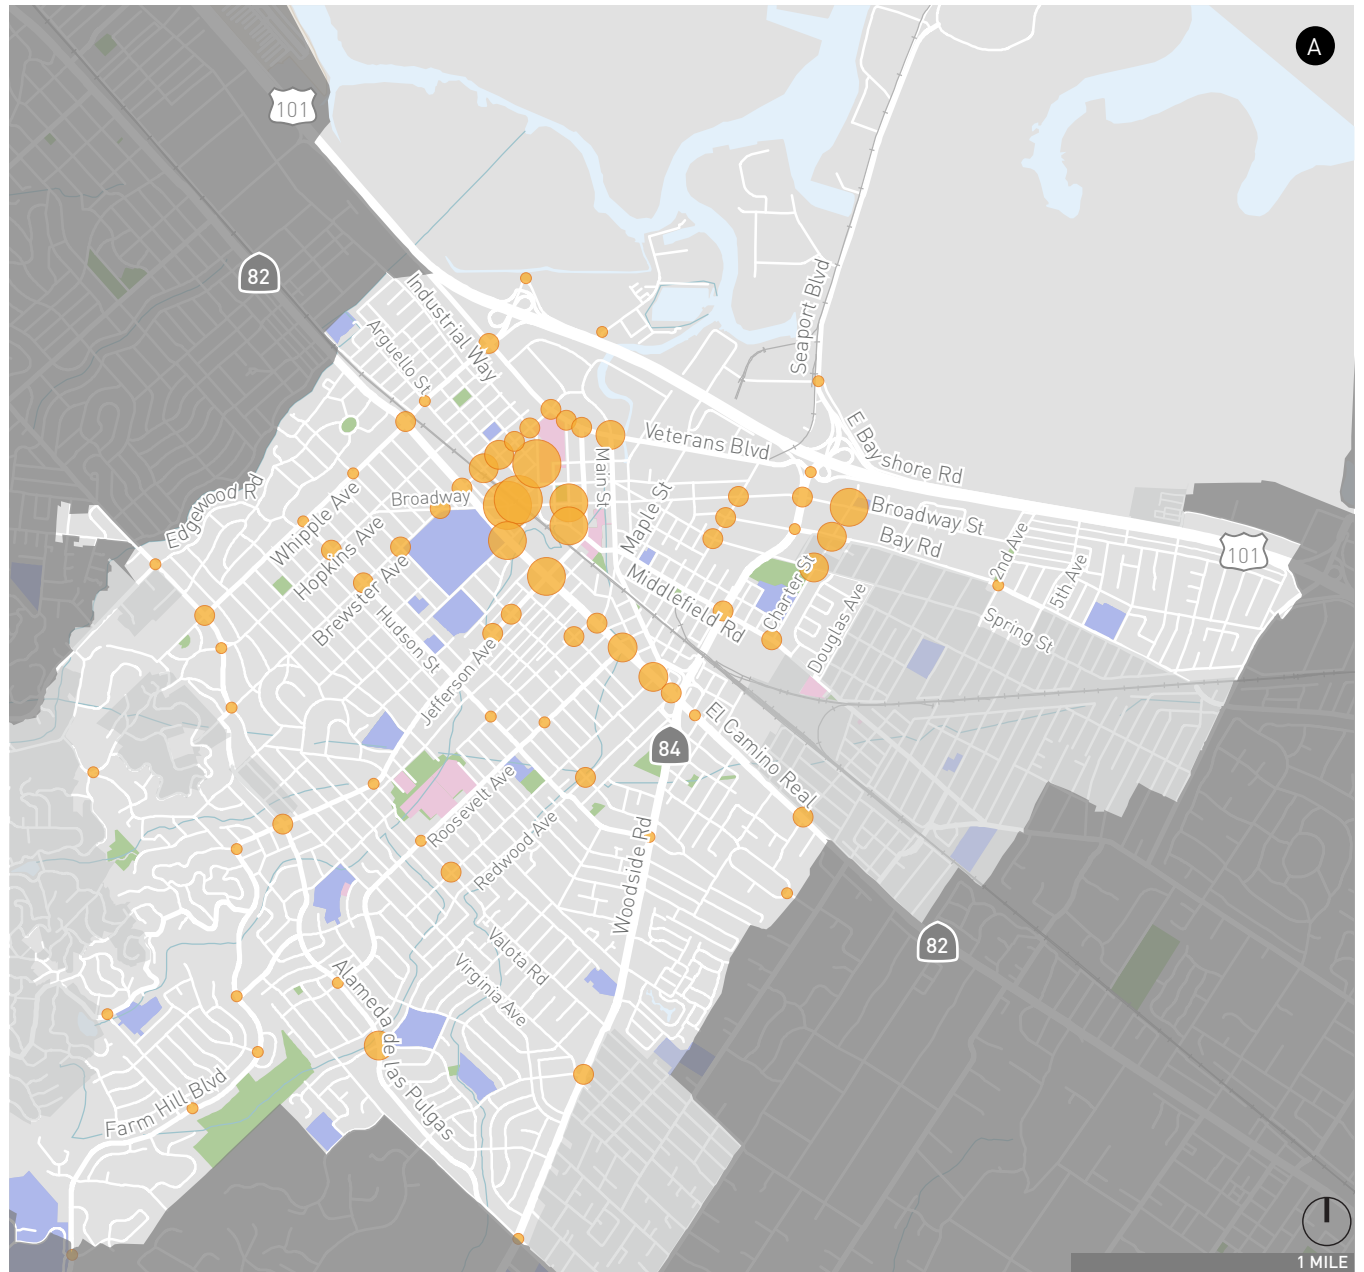 A
101
82
Industrial Way
Arguello St
Seaport Blvd
E Bayshore Rd
Veterans Blvd
Main St
Maple St
Broadway
Broadway St
Bay Rd
Edgewood Rd
Whipple Ave
Hopkins Ave
Brewster Ave
Hudson St
Jefferson Ave
Middlefield Rd
Charter St
Douglas Ave
2nd Ave
5th Ave
Spring St
101
El Camino Real
84
Roosevelt Ave
Redwood Ave
Woodside Rd
Valota Rd
Virginia Ave
82
Alameda de las Pulgas
Farm Hill Blvd
1 MILE